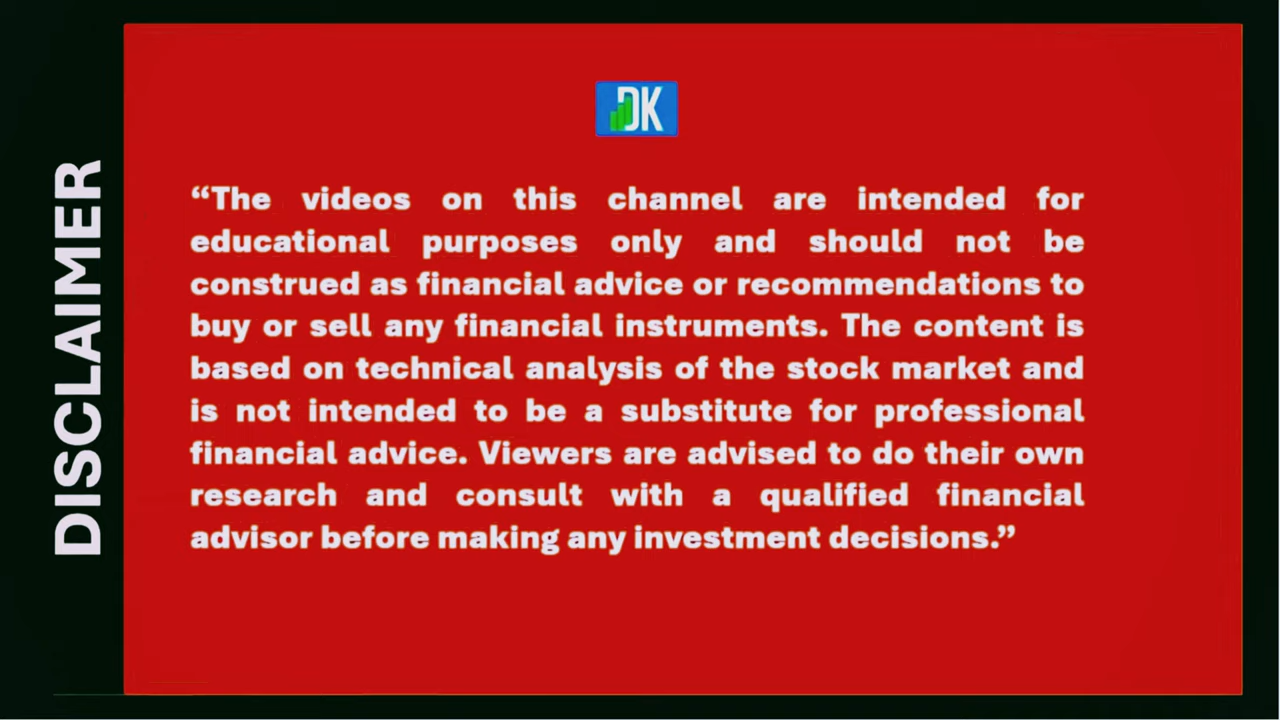 DISCLAIMER
DK
“The videos on this channel are intended for
educational purposes only and should not be
construed as financial advice or recommendations to
buy or sell any financial instruments. The content is
based on technical analysis of the stock market and
is not intended to be a substitute for professional
financial advice. Viewers are advised to do their own
research and consult with a qualified financial
advisor before making any investment decisions.”